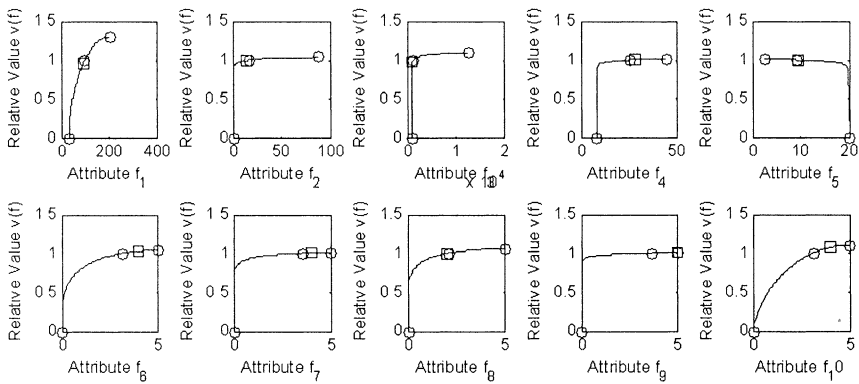 Relative Value v(f)
1 5
1
0 5
0
0 200 400
Attribute f1
Relative Value v(f)
1 5
1
0 5
0
0 50 100
Attribute f2
Relative Value v(f)
1 5
1
0 5
0
0 1 2
Attribute f3
Relative Value v(f)
1 5
1
0 5
0
0 50
Attribute f4
Relative Value v(f)
1 5
1
0 5
0
0 10 20
Attribute f5
Relative Value v(f)
1 5
1
0 5
0
0 5
Attribute f6
Relative Value v(f)
1 5
1
0 5
0
0 5
Attribute f7
Relative Value v(f)
1 5
1
0 5
0
0 5
Attribute f8
Relative Value v(f)
1 5
1
0 5
0
0 5
Attribute f9
Relative Value v(f)
1 5
1
0 5
0
0 5
Attribute f10